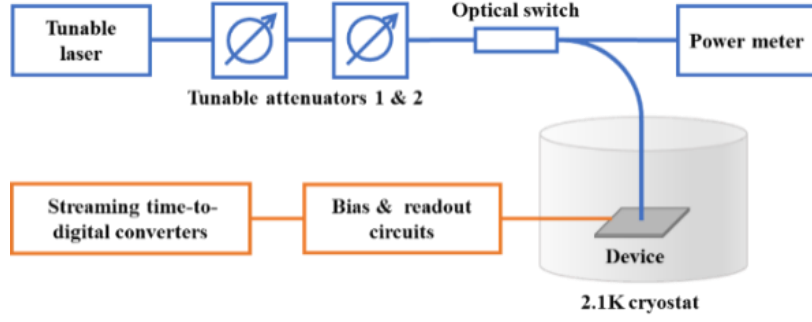 Optical switch
Tunable
laser
Power meter
Tunable attenuators 1 & 2
Streaming time-to-
digital converters
Bias & readout
circuits
Device
2.1K cryostat